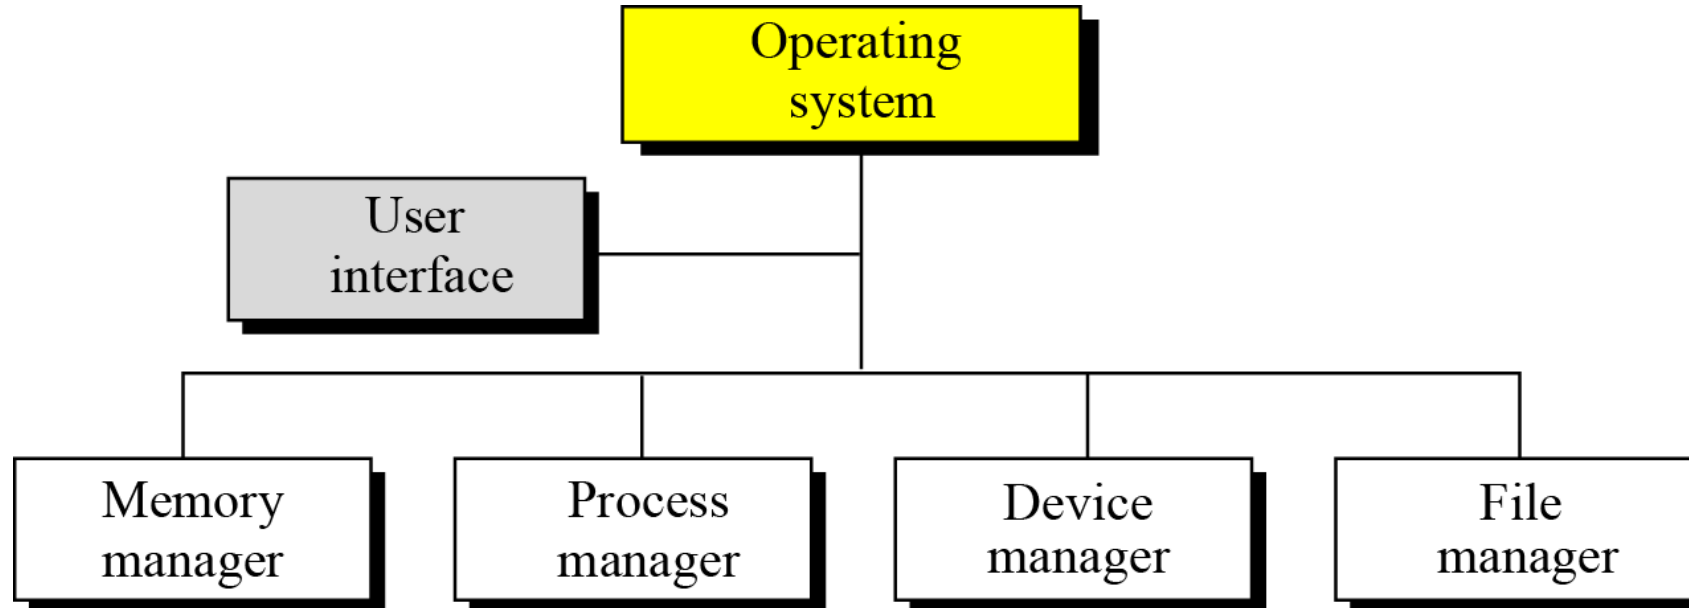 Operating
system
User
interface
Memory
manager
Process
manager
Device
manager
File
manager